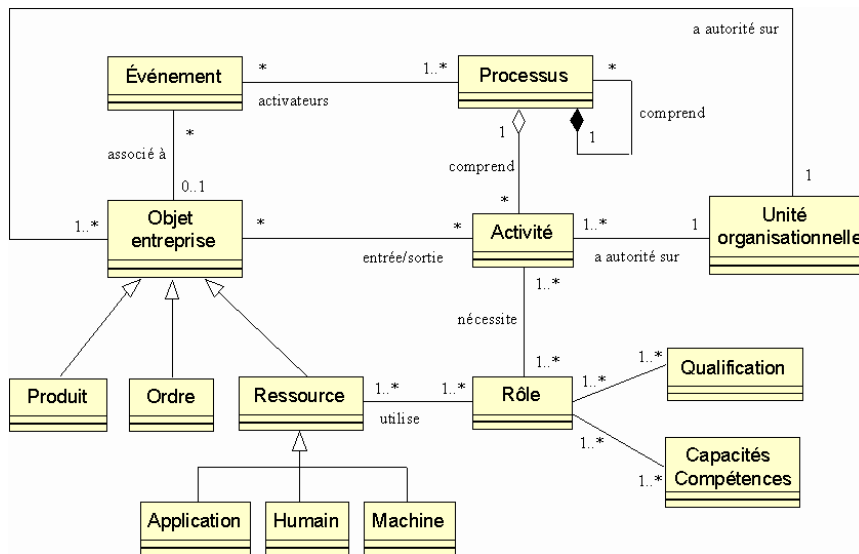 a autorité sur
Événement
*
activateurs
1..*
Processus
*
comprend
1
1
*
associé à
0..1
comprend
*
1
1..*
Objet
entreprise
*
entrée/sortie
*
Activité
1..*
a autorité sur
1
Unité
organisationnelle
1..*
nécessite
1..*
Produit
Ordre
Ressource
1..*
utilise
1..*
Rôle
1..*
1..*
Qualification
1..*
1..*
Capacités
Compétences
Application
Humain
Machine